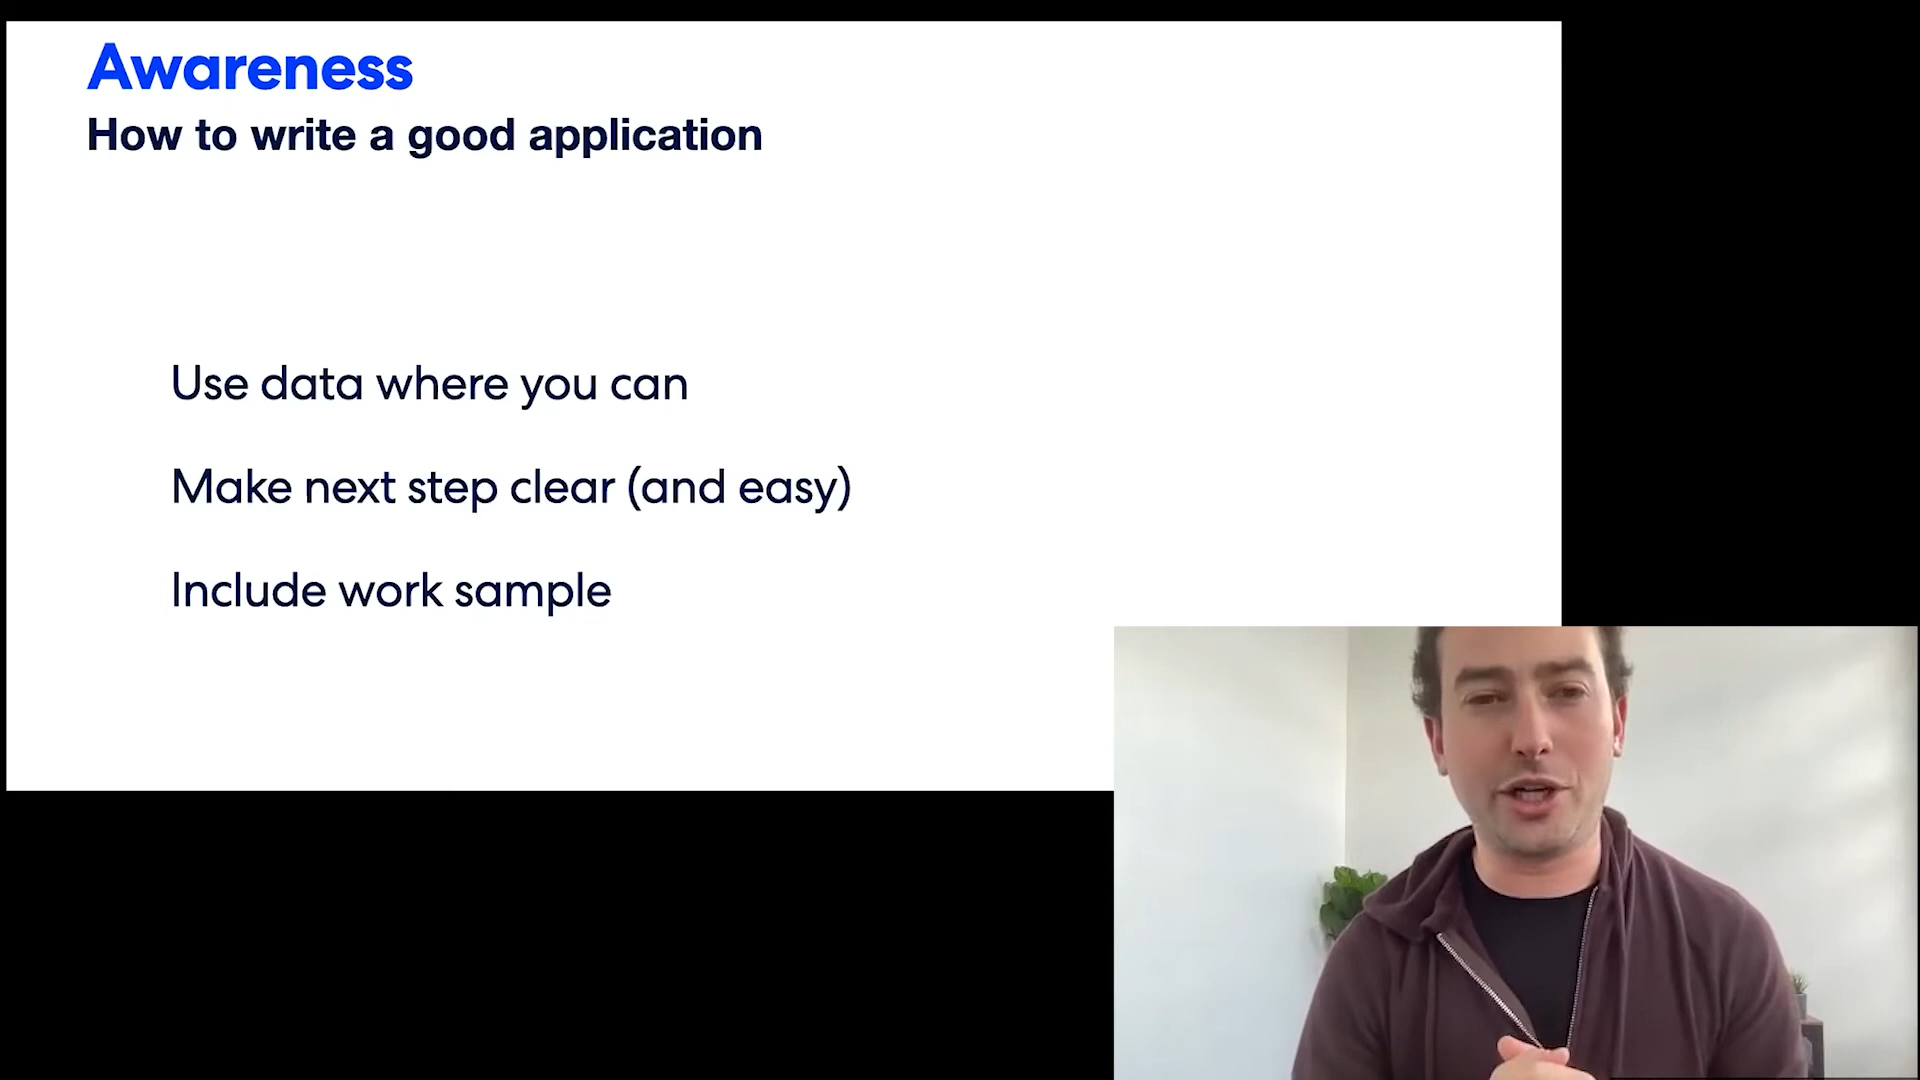 Awareness
How to write a good application
Use data where you can
Make next step clear (and easy)
Include work sample